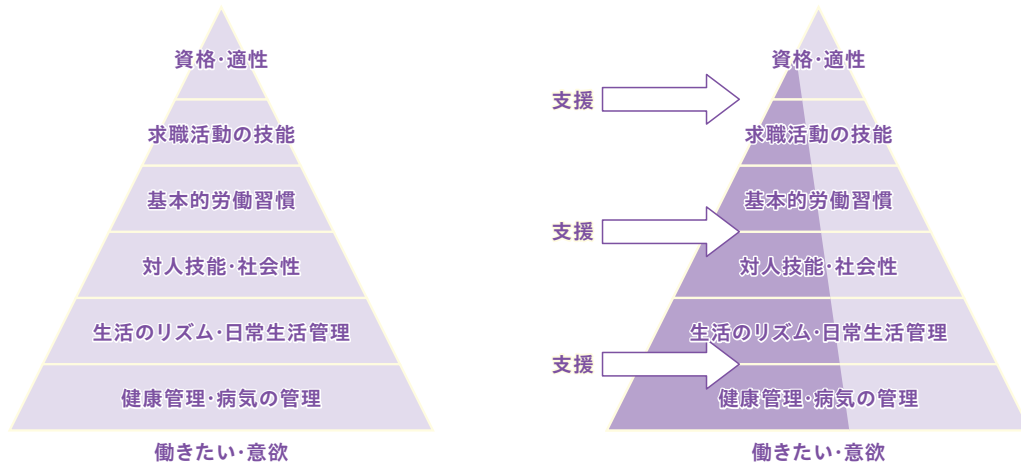 資格・適性
求職活動の技能
基本的労働習慣
対人技能・社会性
生活のリズム・日常生活管理
健康管理・病気の管理
働きたい・意欲
資格・適性
支援
求職活動の技能
基本的労働習慣
支援
対人技能・社会性
生活のリズム・日常生活管理
支援
健康管理・病気の管理
働きたい・意欲